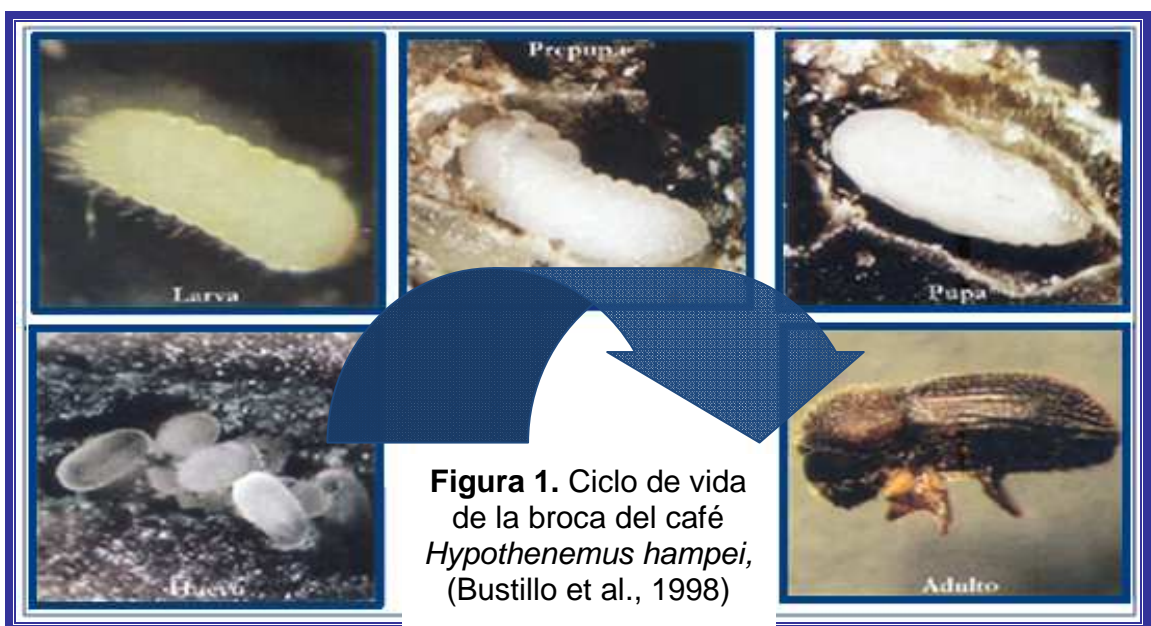 Prepupa
Larva
Pupa
Huevo
Adulto
Figura 1. Ciclo de vida
de la broca del café
Hypothenemus hampei,
(Bustillo et al., 1998)